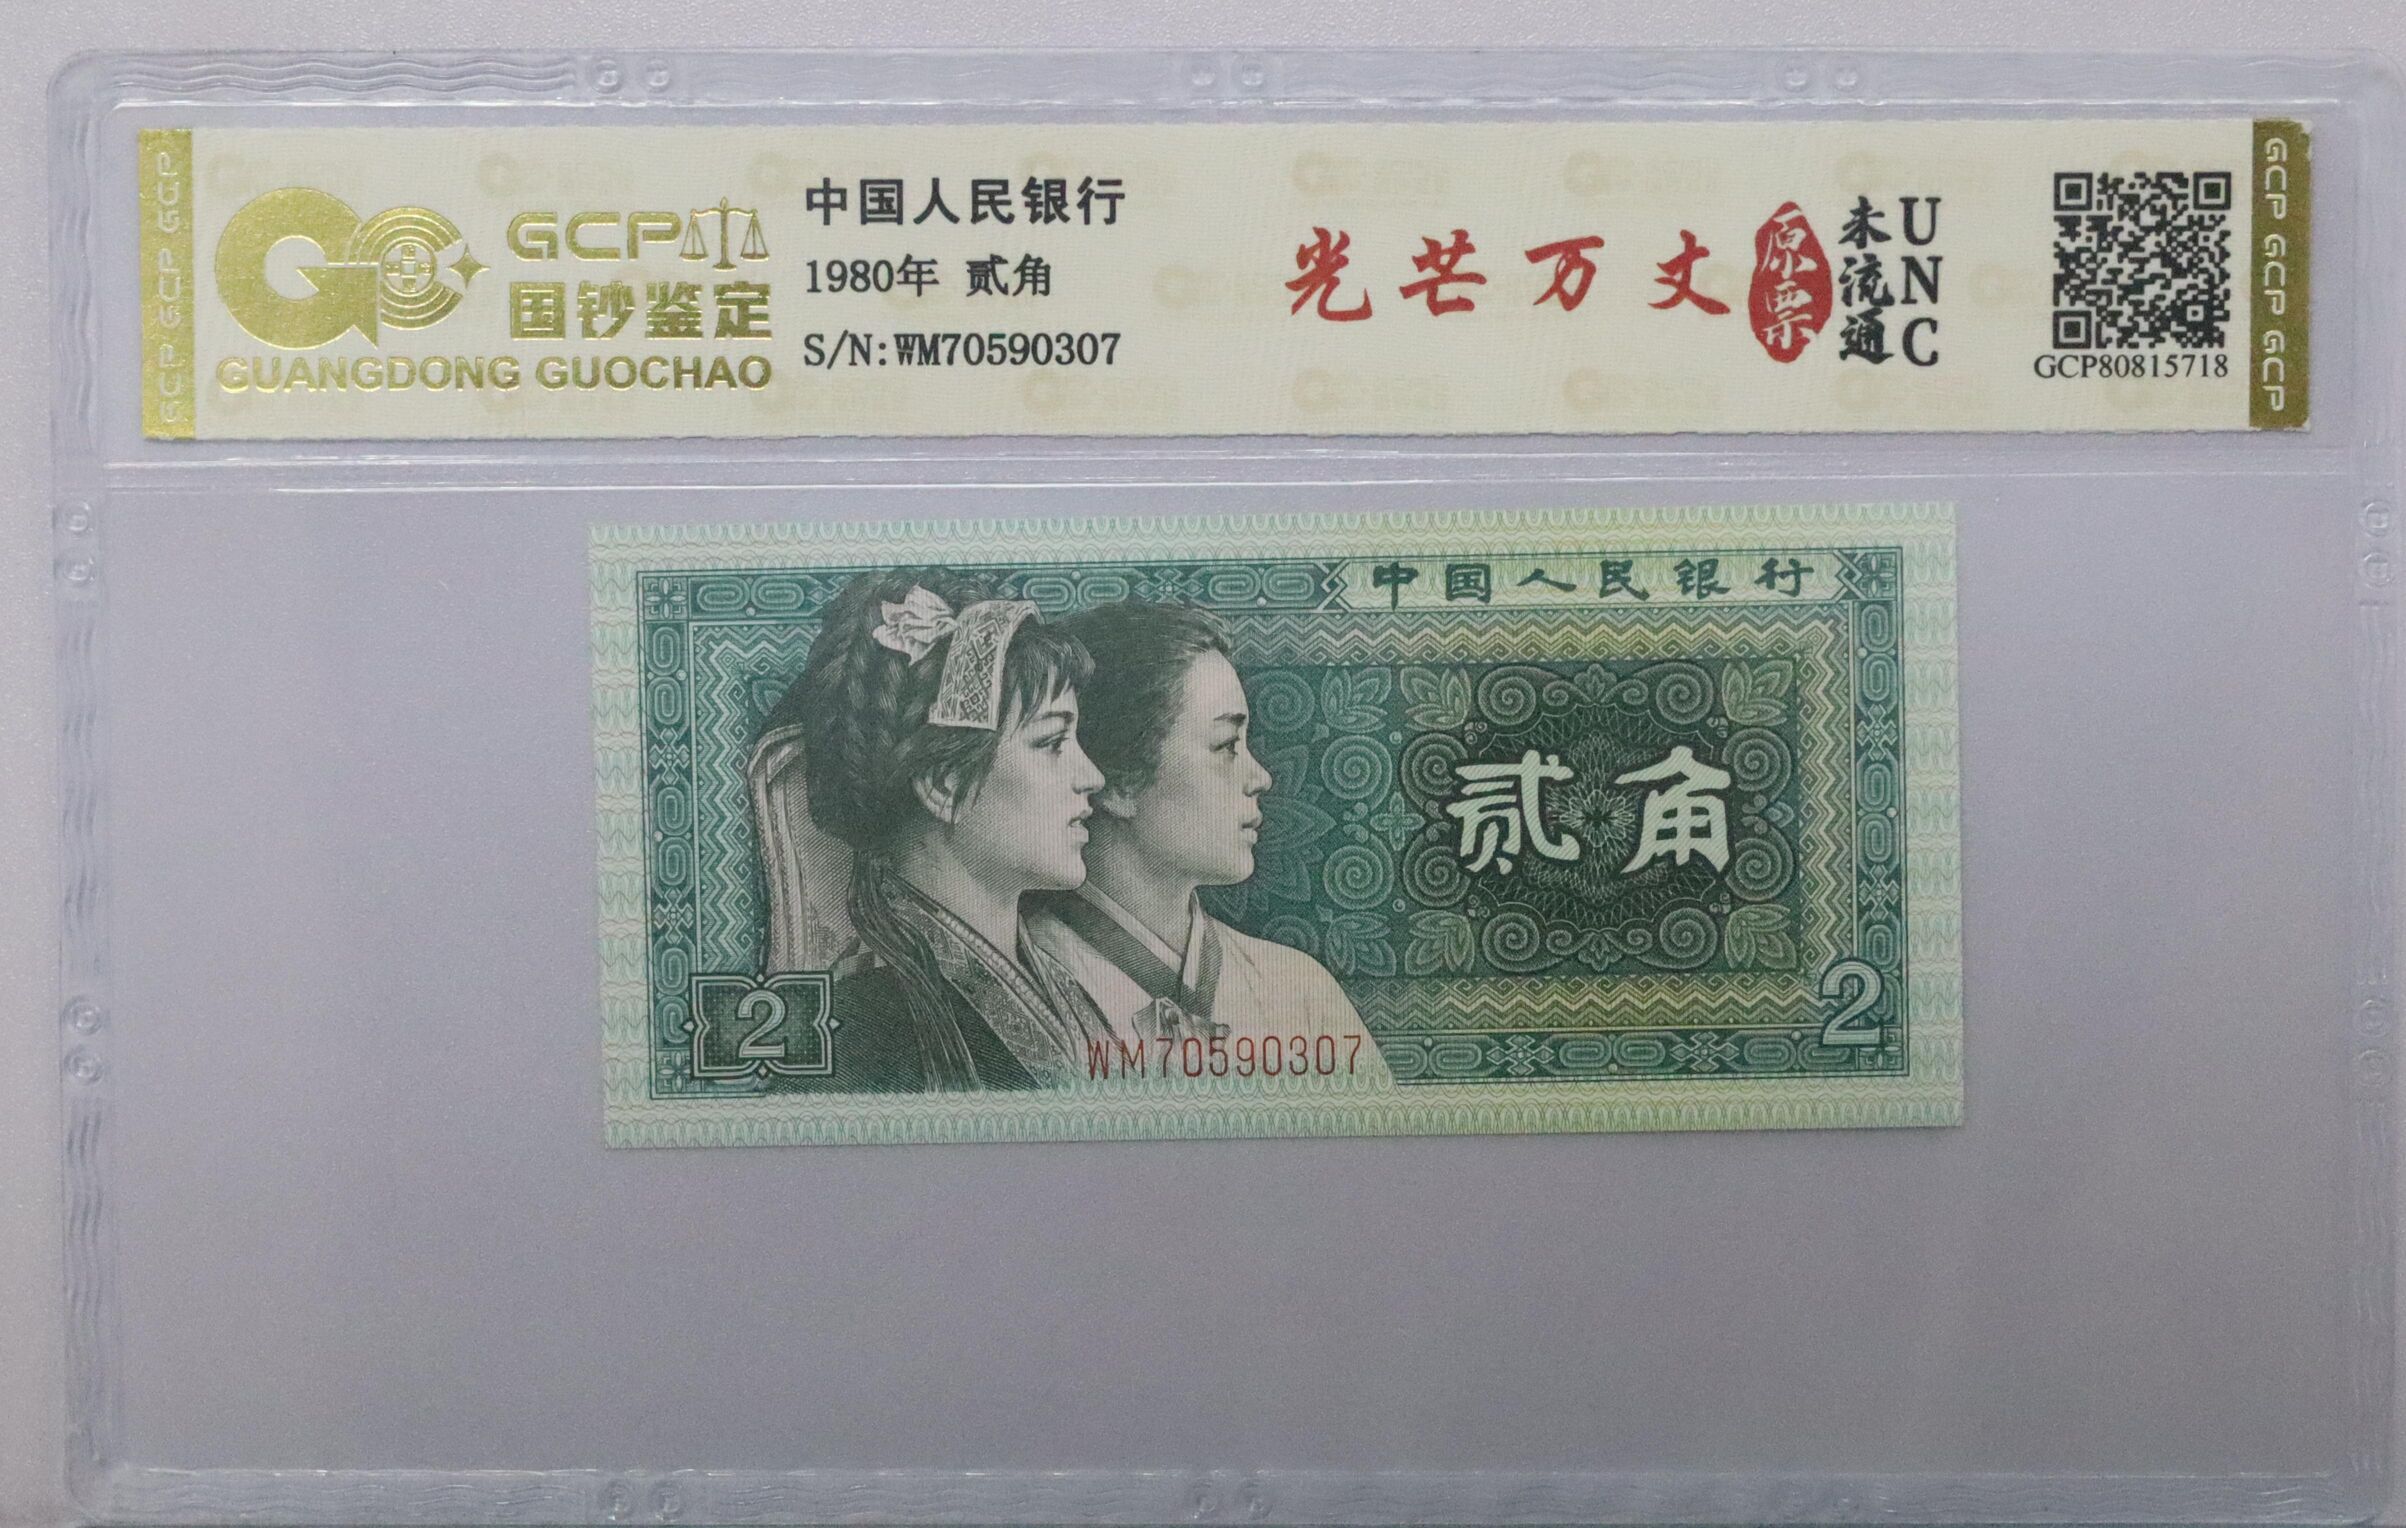 GCP GCP GCP
GCP
国钞鉴定
GUANGDONG GUOCHAO
中国人民银行
1980年 贰角
S/N:WM70590307
光芒万丈
原票
未流通
UNC
GCP80815718
GCP GCP GCP
中国人民银行
贰角
2
2
WM70590307